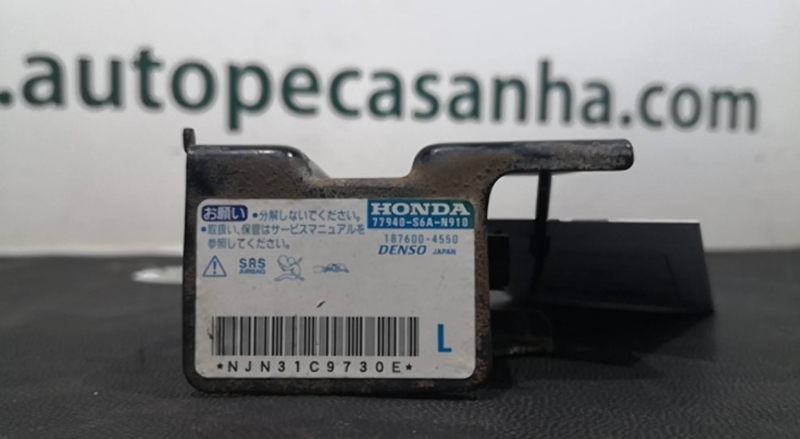 .autopecasanha.com
お願い
•分解しないでください。
•取扱い、保管はサービスマニュアルを
参照してください。
SRS
AIRBAG
HONDA
77940-S6A-N910
187600-4550
DENSO JAPAN
L
*NJN31C9730E*